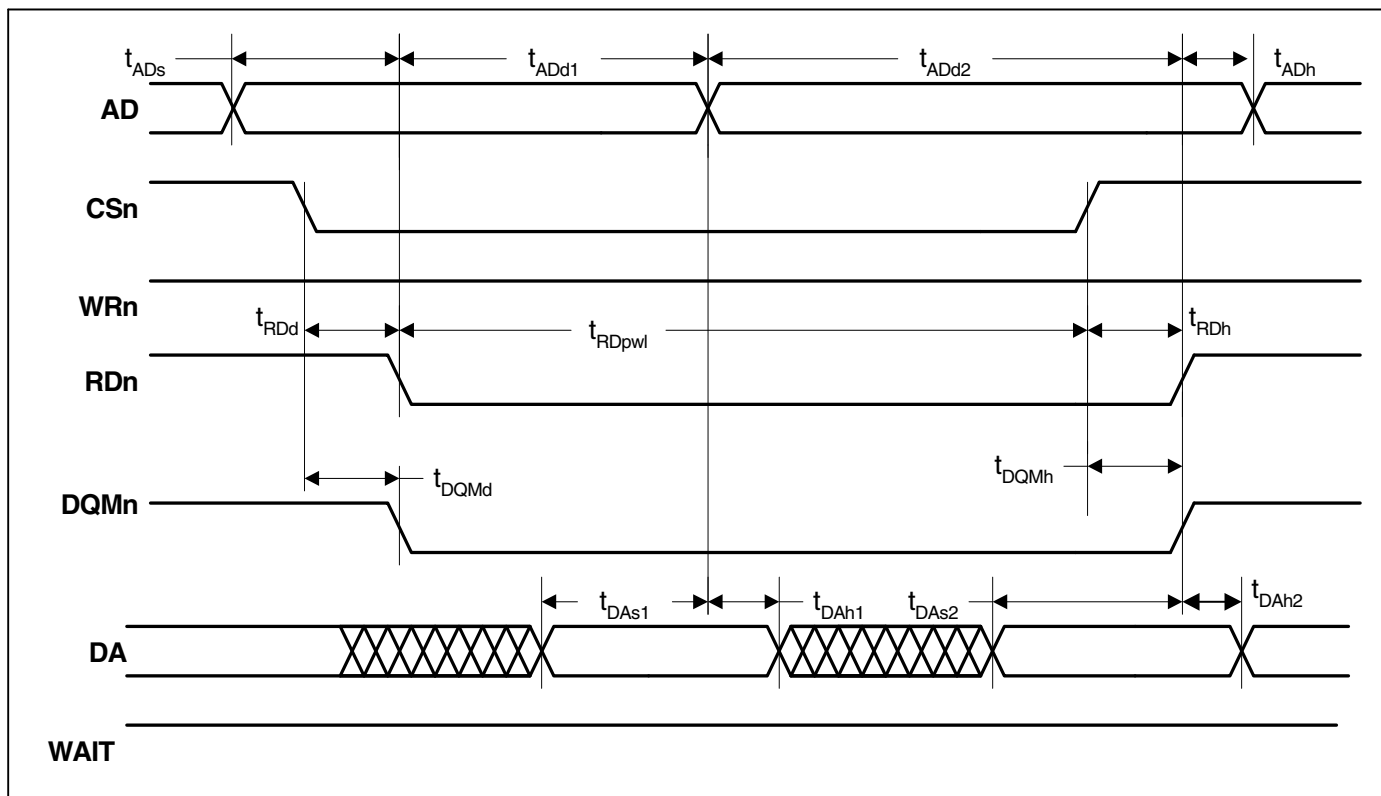 tADs tADd1 tADd2 tADh
AD
CSn
WRn
tRDd tRDpwl tRDh
RDn
tDQMd tDQMh
DQMn
tDAs1 tDAh1 tDAs2 tDAh2
DA
WAIT